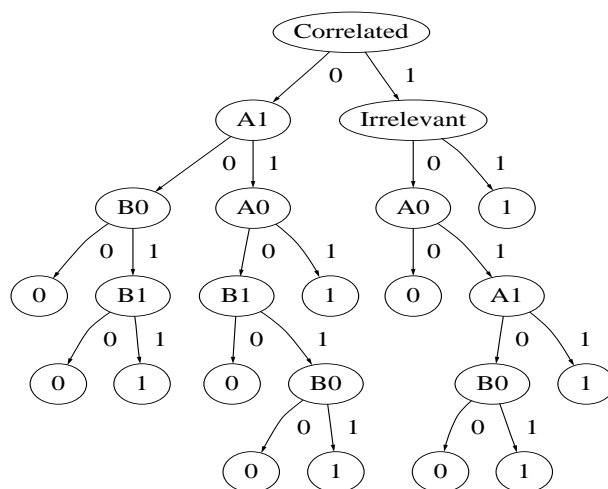 Correlated
0 1
A1 Irrelevant
0 1 0 1
B0 A0 A0 1
0 1 0 1 0 1
0 B1 B1 1 0 A1
0 1 0 1 0 1
0 1 0 B0 B0 1
0 1 0 1
0 1 0 1